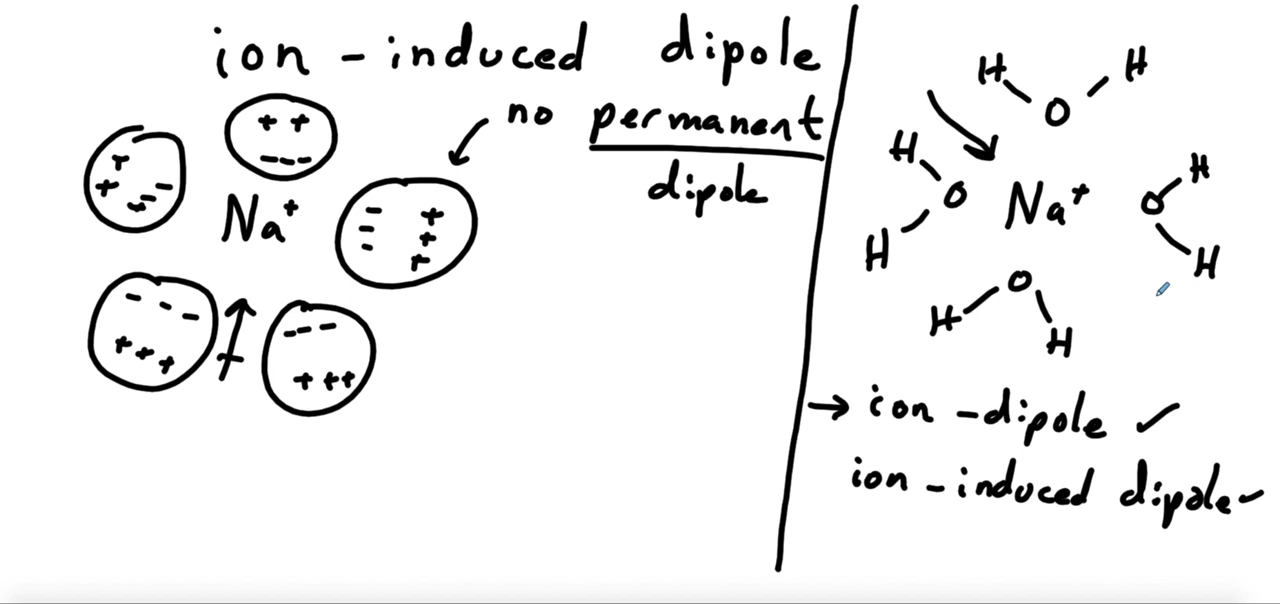 ion - induced dipole
no permanent
dipole
+ +
- - -
+
+ -
- -
Na+
- +
- +
- +
- - -
+ + +
- - -
+ + +
H H
O
H
O Na+ O H
H H
O
H H
→ ion - dipole ✓
ion - induced dipole ✓